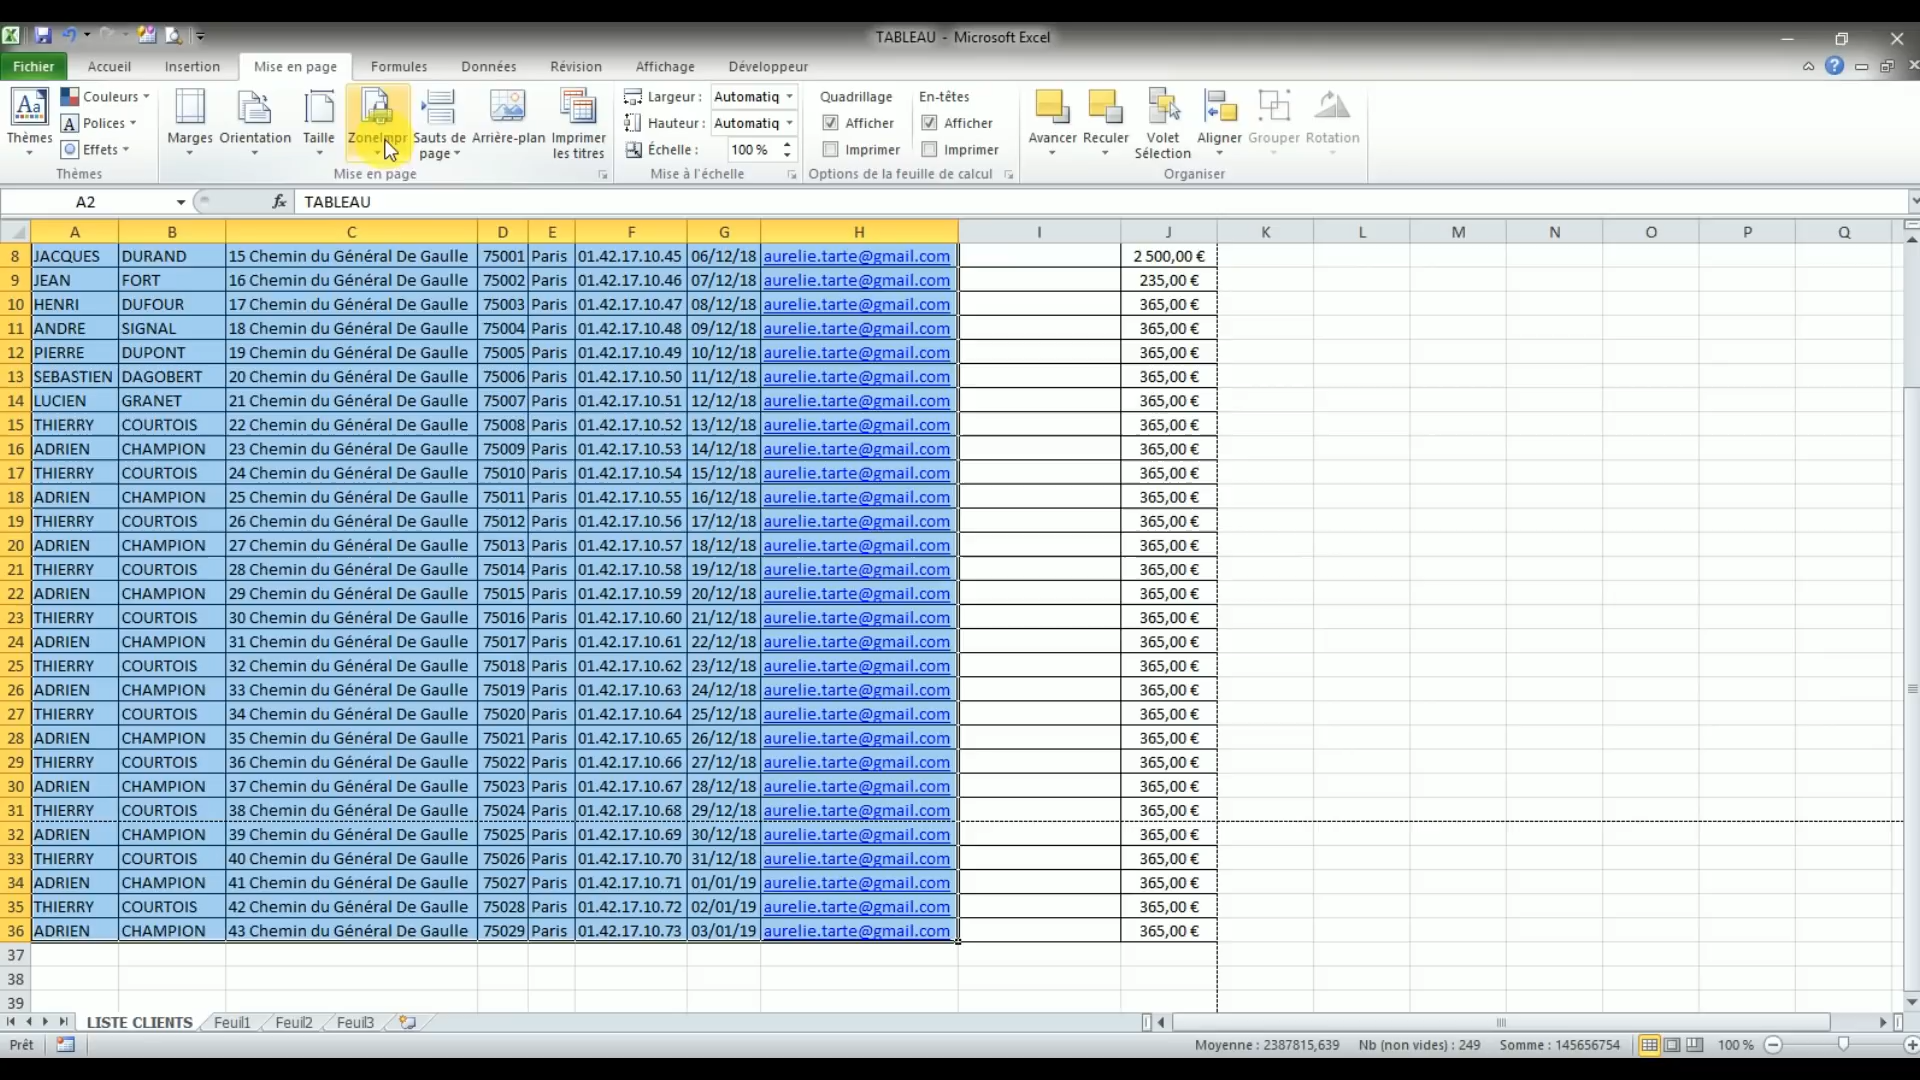 TABLEAU - Microsoft Excel
Fichier Accueil Insertion Mise en page Formules Données Révision Affichage Développeur
Couleurs Largeur : Automatiq Quadrillage En-têtes
Polices Hauteur : Automatiq Afficher Afficher
Thèmes Marges Orientation Taille ZoneImpr Sauts de Arrière-plan Imprimer Avancer Reculer Volet Aligner Grouper Rotation
Effets page les titres Échelle : 100 % Imprimer Imprimer Sélection
Thèmes Mise en page Mise à l'échelle Options de la feuille de calcul Organiser
A2 fx TABLEAU
A B C D E F G H I J K L M N O P Q
8 JACQUES DURAND 15 Chemin du Général De Gaulle 75001 Paris 01.42.17.10.45 06/12/18 aurelie.tarte@gmail.com 2 500,00 €
9 JEAN FORT 16 Chemin du Général De Gaulle 75002 Paris 01.42.17.10.46 07/12/18 aurelie.tarte@gmail.com 235,00 €
10 HENRI DUFOUR 17 Chemin du Général De Gaulle 75003 Paris 01.42.17.10.47 08/12/18 aurelie.tarte@gmail.com 365,00 €
11 ANDRE SIGNAL 18 Chemin du Général De Gaulle 75004 Paris 01.42.17.10.48 09/12/18 aurelie.tarte@gmail.com 365,00 €
12 PIERRE DUPONT 19 Chemin du Général De Gaulle 75005 Paris 01.42.17.10.49 10/12/18 aurelie.tarte@gmail.com 365,00 €
13 SEBASTIEN DAGOBERT 20 Chemin du Général De Gaulle 75006 Paris 01.42.17.10.50 11/12/18 aurelie.tarte@gmail.com 365,00 €
14 LUCIEN GRANET 21 Chemin du Général De Gaulle 75007 Paris 01.42.17.10.51 12/12/18 aurelie.tarte@gmail.com 365,00 €
15 THIERRY COURTOIS 22 Chemin du Général De Gaulle 75008 Paris 01.42.17.10.52 13/12/18 aurelie.tarte@gmail.com 365,00 €
16 ADRIEN CHAMPION 23 Chemin du Général De Gaulle 75009 Paris 01.42.17.10.53 14/12/18 aurelie.tarte@gmail.com 365,00 €
17 THIERRY COURTOIS 24 Chemin du Général De Gaulle 75010 Paris 01.42.17.10.54 15/12/18 aurelie.tarte@gmail.com 365,00 €
18 ADRIEN CHAMPION 25 Chemin du Général De Gaulle 75011 Paris 01.42.17.10.55 16/12/18 aurelie.tarte@gmail.com 365,00 €
19 THIERRY COURTOIS 26 Chemin du Général De Gaulle 75012 Paris 01.42.17.10.56 17/12/18 aurelie.tarte@gmail.com 365,00 €
20 ADRIEN CHAMPION 27 Chemin du Général De Gaulle 75013 Paris 01.42.17.10.57 18/12/18 aurelie.tarte@gmail.com 365,00 €
21 THIERRY COURTOIS 28 Chemin du Général De Gaulle 75014 Paris 01.42.17.10.58 19/12/18 aurelie.tarte@gmail.com 365,00 €
22 ADRIEN CHAMPION 29 Chemin du Général De Gaulle 75015 Paris 01.42.17.10.59 20/12/18 aurelie.tarte@gmail.com 365,00 €
23 THIERRY COURTOIS 30 Chemin du Général De Gaulle 75016 Paris 01.42.17.10.60 21/12/18 aurelie.tarte@gmail.com 365,00 €
24 ADRIEN CHAMPION 31 Chemin du Général De Gaulle 75017 Paris 01.42.17.10.61 22/12/18 aurelie.tarte@gmail.com 365,00 €
25 THIERRY COURTOIS 32 Chemin du Général De Gaulle 75018 Paris 01.42.17.10.62 23/12/18 aurelie.tarte@gmail.com 365,00 €
26 ADRIEN CHAMPION 33 Chemin du Général De Gaulle 75019 Paris 01.42.17.10.63 24/12/18 aurelie.tarte@gmail.com 365,00 €
27 THIERRY COURTOIS 34 Chemin du Général De Gaulle 75020 Paris 01.42.17.10.64 25/12/18 aurelie.tarte@gmail.com 365,00 €
28 ADRIEN CHAMPION 35 Chemin du Général De Gaulle 75021 Paris 01.42.17.10.65 26/12/18 aurelie.tarte@gmail.com 365,00 €
29 THIERRY COURTOIS 36 Chemin du Général De Gaulle 75022 Paris 01.42.17.10.66 27/12/18 aurelie.tarte@gmail.com 365,00 €
30 ADRIEN CHAMPION 37 Chemin du Général De Gaulle 75023 Paris 01.42.17.10.67 28/12/18 aurelie.tarte@gmail.com 365,00 €
31 THIERRY COURTOIS 38 Chemin du Général De Gaulle 75024 Paris 01.42.17.10.68 29/12/18 aurelie.tarte@gmail.com 365,00 €
32 ADRIEN CHAMPION 39 Chemin du Général De Gaulle 75025 Paris 01.42.17.10.69 30/12/18 aurelie.tarte@gmail.com 365,00 €
33 THIERRY COURTOIS 40 Chemin du Général De Gaulle 75026 Paris 01.42.17.10.70 31/12/18 aurelie.tarte@gmail.com 365,00 €
34 ADRIEN CHAMPION 41 Chemin du Général De Gaulle 75027 Paris 01.42.17.10.71 01/01/19 aurelie.tarte@gmail.com 365,00 €
35 THIERRY COURTOIS 42 Chemin du Général De Gaulle 75028 Paris 01.42.17.10.72 02/01/19 aurelie.tarte@gmail.com 365,00 €
36 ADRIEN CHAMPION 43 Chemin du Général De Gaulle 75029 Paris 01.42.17.10.73 03/01/19 aurelie.tarte@gmail.com 365,00 €
37
38
39
LISTE CLIENTS Feuil1 Feuil2 Feuil3
Prêt Moyenne : 2387815,639 Nb (non vides) : 249 Somme : 145656754 100 %